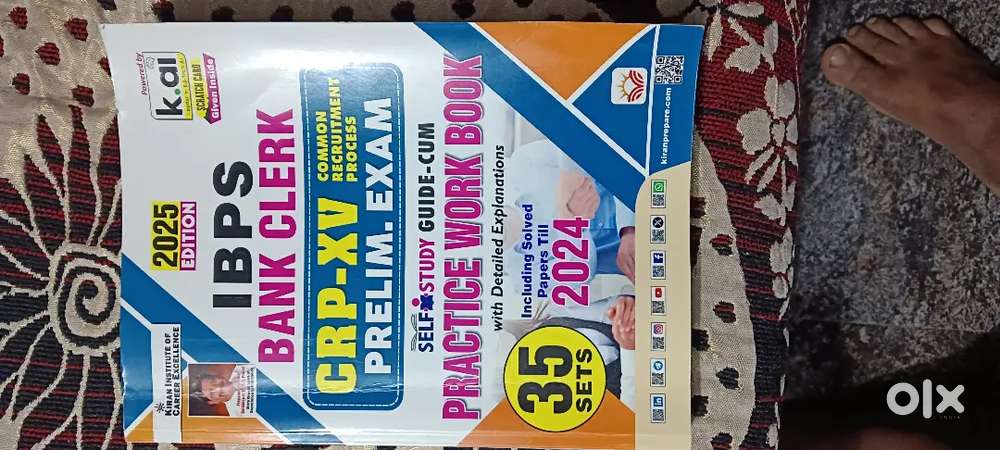 KIRAN INSTITUTE OF
CAREER EXCELLENCE
Powered by
k.ai
SCRATCH CARD
Given Inside
2025
EDITION
IBPS
BANK CLERK
CRP-XV
COMMON
RECRUITMENT
PROCESS
PRELIM. EXAM
SELF-STUDY GUIDE-CUM
PRACTICE WORK BOOK
with Detailed Explanations
35
SETS
Including Solved
Papers Till
2024
kiranprepare.com
olx
INDIA